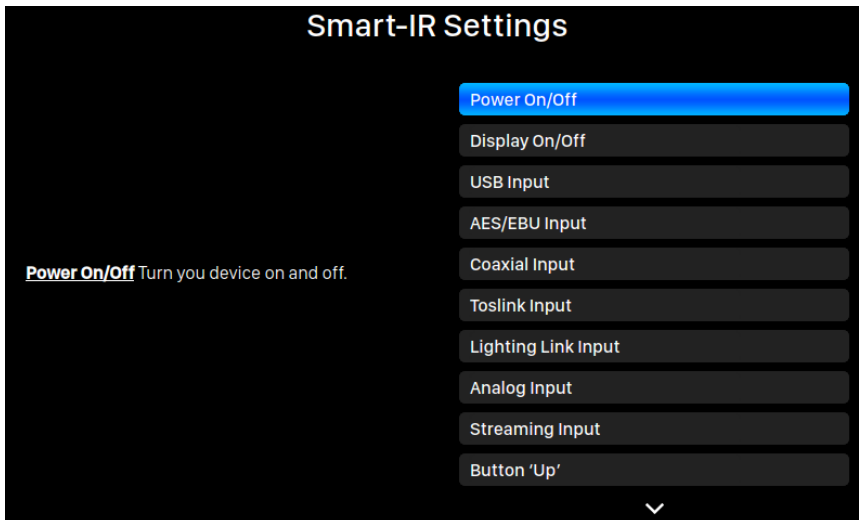 Smart-IR Settings
Power On/Off
Display On/Off
USB Input
AES/EBU Input
Coaxial Input
Power On/Off Turn you device on and off.
Toslink Input
Lighting Link Input
Analog Input
Streaming Input
Button ‘Up’